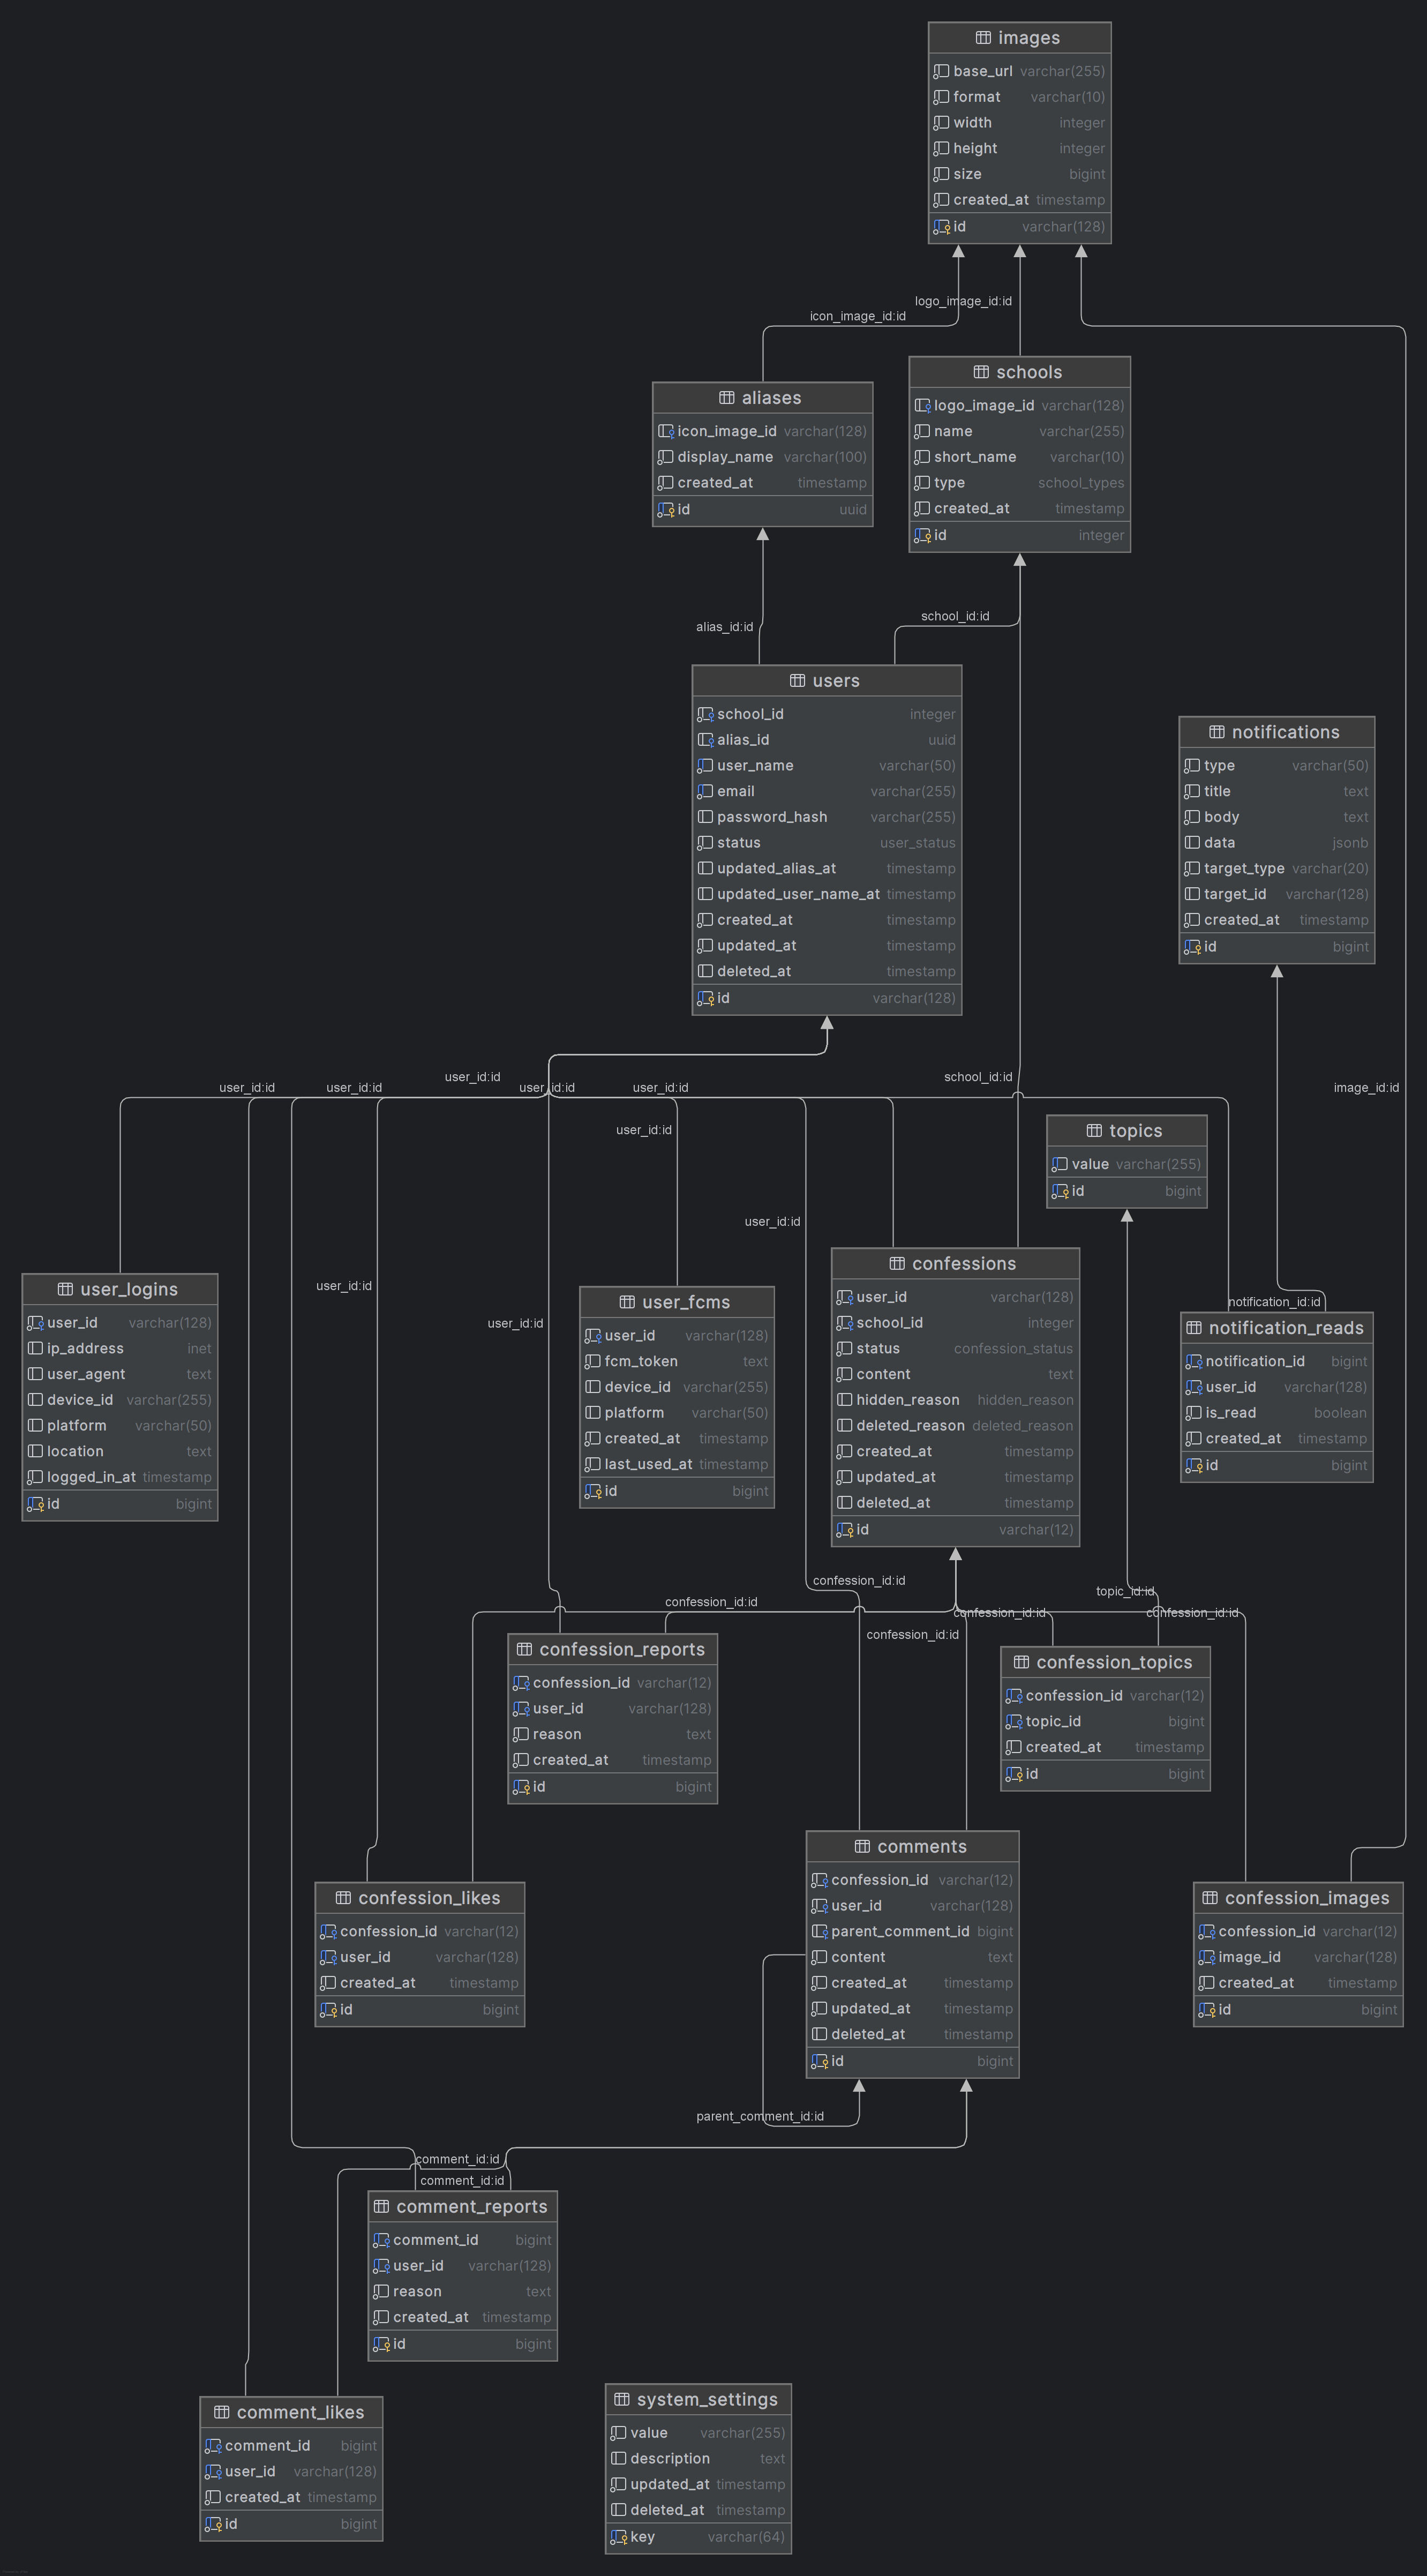 images
base_url varchar(255)
format varchar(10)
width integer
height integer
size bigint
created_at timestamp
id varchar(128)
logo_image_id:id
icon_image_id:id
schools
logo_image_id varchar(128)
name varchar(255)
short_name varchar(10)
type school_types
created_at timestamp
id integer
aliases
icon_image_id varchar(128)
display_name varchar(100)
created_at timestamp
id uuid
school_id:id
alias_id:id
users
school_id integer
alias_id uuid
user_name varchar(50)
email varchar(255)
password_hash varchar(255)
status user_status
updated_alias_at timestamp
updated_user_name_at timestamp
created_at timestamp
updated_at timestamp
deleted_at timestamp
id varchar(128)
notifications
type varchar(50)
title text
body text
data jsonb
target_type varchar(20)
target_id varchar(128)
created_at timestamp
id bigint
user_id:id
school_id:id
user_id:id
user_id:id
user_id:id
user_id:id
image_id:id
user_id:id
topics
value varchar(255)
id bigint
user_id:id
user_id:id
user_id:id
notification_id:id
user_logins
user_id varchar(128)
ip_address inet
user_agent text
device_id varchar(255)
platform varchar(50)
location text
logged_in_at timestamp
id bigint
user_fcms
user_id varchar(128)
fcm_token text
device_id varchar(255)
platform varchar(50)
created_at timestamp
last_used_at timestamp
id bigint
confessions
user_id varchar(128)
school_id integer
status confession_status
content text
hidden_reason hidden_reason
deleted_reason deleted_reason
created_at timestamp
updated_at timestamp
deleted_at timestamp
id varchar(12)
notification_reads
notification_id bigint
user_id varchar(128)
is_read boolean
created_at timestamp
id bigint
confession_id:id
topic_id:id
confession_id:id
confession_id:id
confession_id:id
confession_id:id
confession_reports
confession_id varchar(12)
user_id varchar(128)
reason text
created_at timestamp
id bigint
confession_topics
confession_id varchar(12)
topic_id bigint
created_at timestamp
id bigint
confession_likes
confession_id varchar(12)
user_id varchar(128)
created_at timestamp
id bigint
comments
confession_id varchar(12)
user_id varchar(128)
parent_comment_id bigint
content text
created_at timestamp
updated_at timestamp
deleted_at timestamp
id bigint
confession_images
confession_id varchar(12)
image_id varchar(128)
created_at timestamp
id bigint
parent_comment_id:id
comment_id:id
comment_id:id
comment_reports
comment_id bigint
user_id varchar(128)
reason text
created_at timestamp
id bigint
comment_likes
comment_id bigint
user_id varchar(128)
created_at timestamp
id bigint
system_settings
value varchar(255)
description text
updated_at timestamp
deleted_at timestamp
key varchar(64)